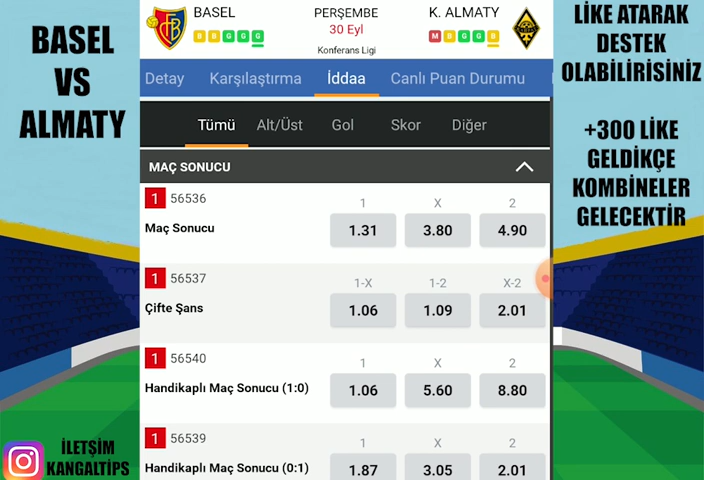 BASEL
VS
ALMATY
BASEL
B B G G G
PERŞEMBE
30 Eyl
Konferans Ligi
K. ALMATY
M B G G B
Detay Karşılaştırma İddaa Canlı Puan Durumu
Tümü Alt/Üst Gol Skor Diğer
MAÇ SONUCU
1 56536
Maç Sonucu
1 X 2
1.31 3.80 4.90
1 56537
Çifte Şans
1-X 1-2 X-2
1.06 1.09 2.01
1 56540
Handikaplı Maç Sonucu (1:0)
1 X 2
1.06 5.60 8.80
1 56539
Handikaplı Maç Sonucu (0:1)
1 X 2
1.87 3.05 2.01
LİKE ATARAK
DESTEK
OLABİLİRİSİNİZ
+300 LİKE
GELDİKÇE
KOMBİNELER
GELECEKTİR
İLETŞİM
KANGALTİPS